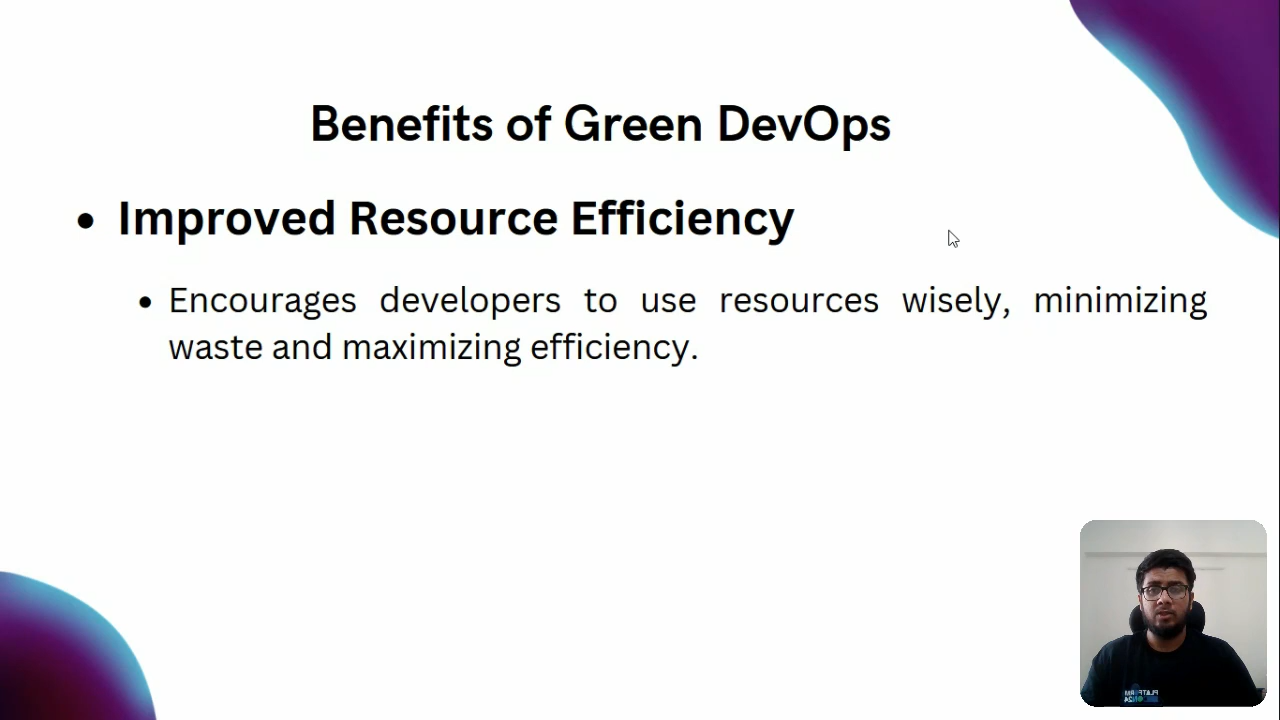 Benefits of Green DevOps
Improved Resource Efficiency
Encourages developers to use resources wisely, minimizing
waste and maximizing efficiency.